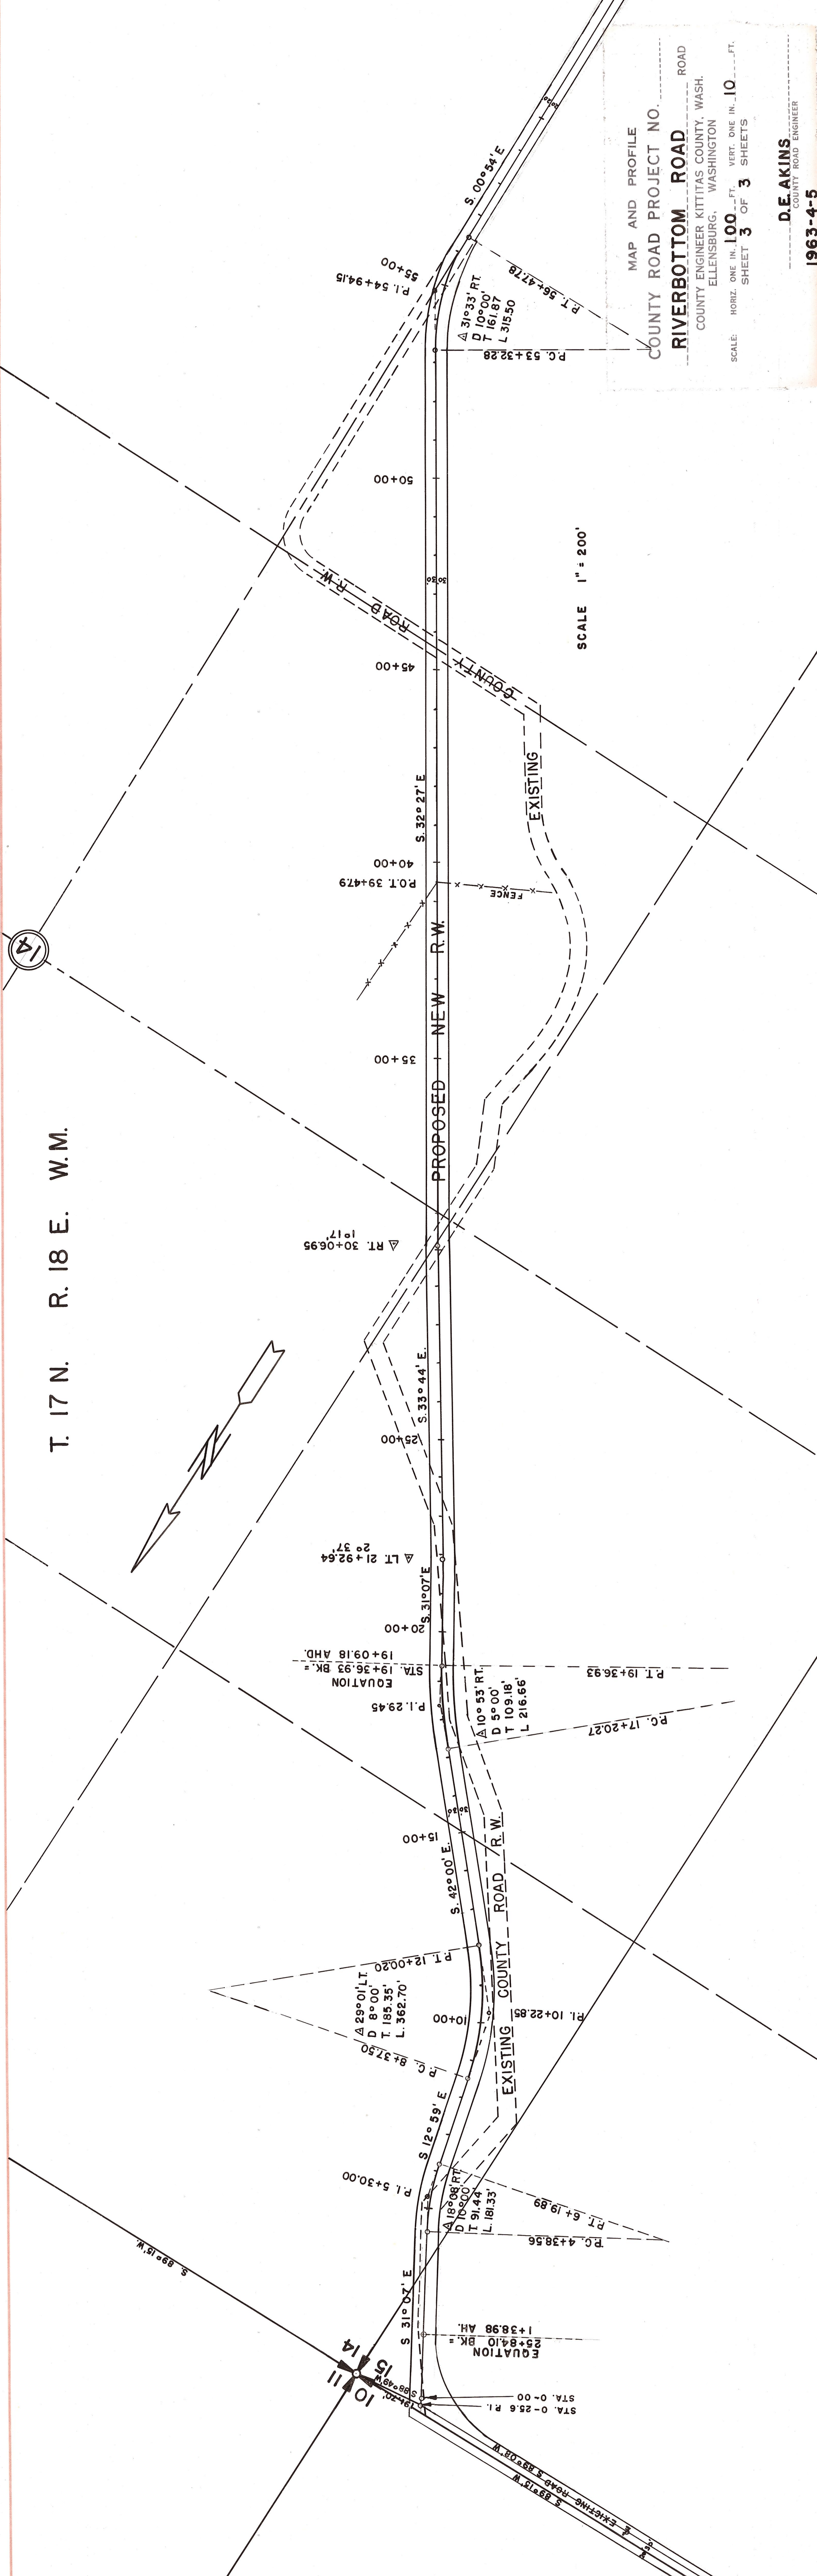 MAP AND PROFILE
COUNTY ROAD PROJECT NO.
RIVERBOTTOM ROAD ROAD
COUNTY ENGINEER KITTITAS COUNTY, WASH.
ELLENSBURG, WASHINGTON
SCALE: HORIZ. ONE IN. 100 FT. VERT. ONE IN. 10 FT.
SHEET 3 OF 3 SHEETS
D.E. AKINS
COUNTY ROAD ENGINEER
1963-4-5
T. 17 N. R. 18 E. W.M.
14
SCALE 1" = 200'
S. 00° 54' E
P.I. 54+94.15
55+00
P.T. 56+47.78
△ 31° 33' RT.
D 10° 00'
T 161.87
L 315.50
P.C. 53+32.28
50+00
30' 30'
45+00
EXISTING COUNTY ROAD R.W.
S. 32° 27' E
40+00
P.O.T. 39+47.9
FENCE
PROPOSED NEW R.W.
35+00
△ RT. 30+06.95
1° 17'
S. 33° 44' E.
25+00
△ LT. 21+92.64
2° 37'
S. 31° 07' E
20+00
EQUATION
STA. 19+36.93 BK. =
19+09.18 AHD.
P.I. 29.45
P.T. 19+36.93
△ 10° 53' RT.
D 5° 00'
T 109.18'
L 216.66'
P.C. 17+20.27
30' 30'
15+00
S. 42° 00' E.
EXISTING COUNTY ROAD R.W.
P.T. 12+00.20
△ 29° 01' LT.
D 8° 00'
T. 185.35'
L. 362.70'
10+00
P.I. 10+22.85
P.C. 8+37.50
S 12° 59' E
P.I. 5+30.00
△ 18° 08' RT.
D 10° 00'
T 91.44'
L. 181.33'
P.T. 6+19.89
P.C. 4+38.56
S 31° 07' E
EQUATION
25+84.10 BK. =
1+38.98 AH.
S. 89° 15' W.
14
11
10
15
S 88° 49' W
191.70'
STA. 0-00
STA. 0-25.6 P.I.
EXISTING ROAD S 89° 08' W
S 89° 15' W